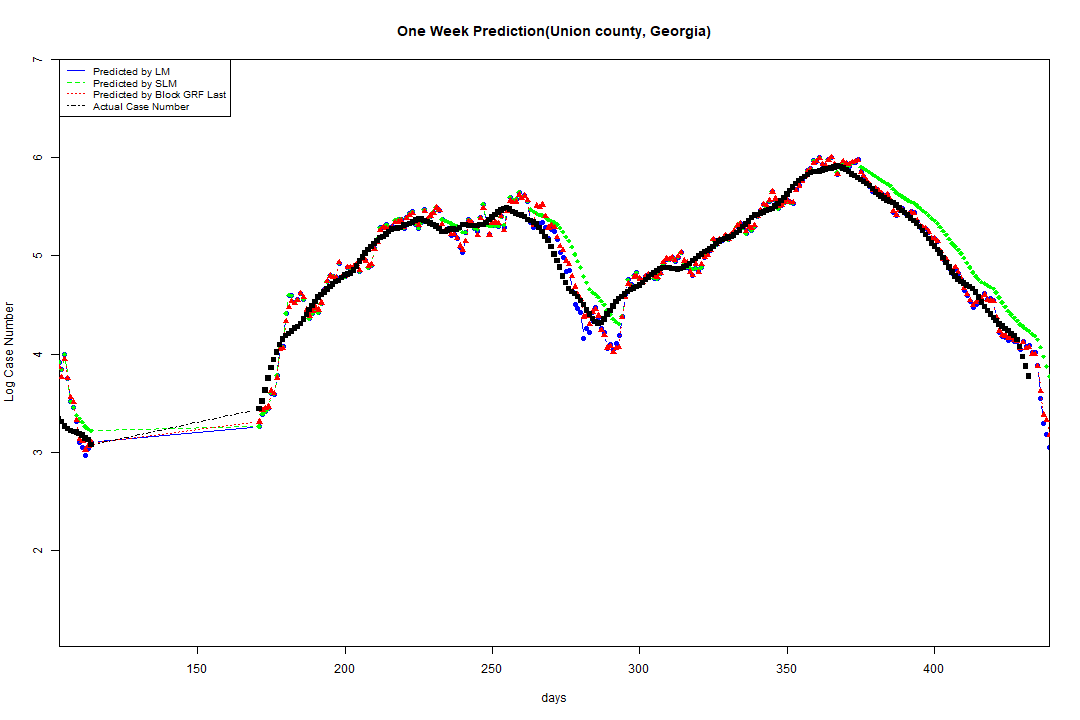 One Week Prediction(Union county, Georgia)
Predicted by LM
Predicted by SLM
Predicted by Block GRF Last
Actual Case Number
7
6
5
4
3
2
Log Case Number
150 200 250 300 350 400
days